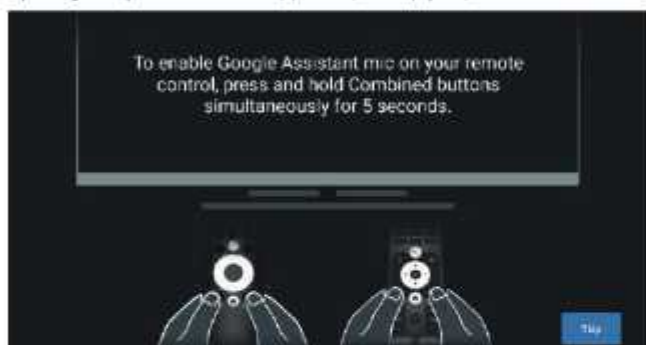 To enable Google Assistant mic on your remote
control, press and hold Combined buttons
simultaneously for 5 seconds.